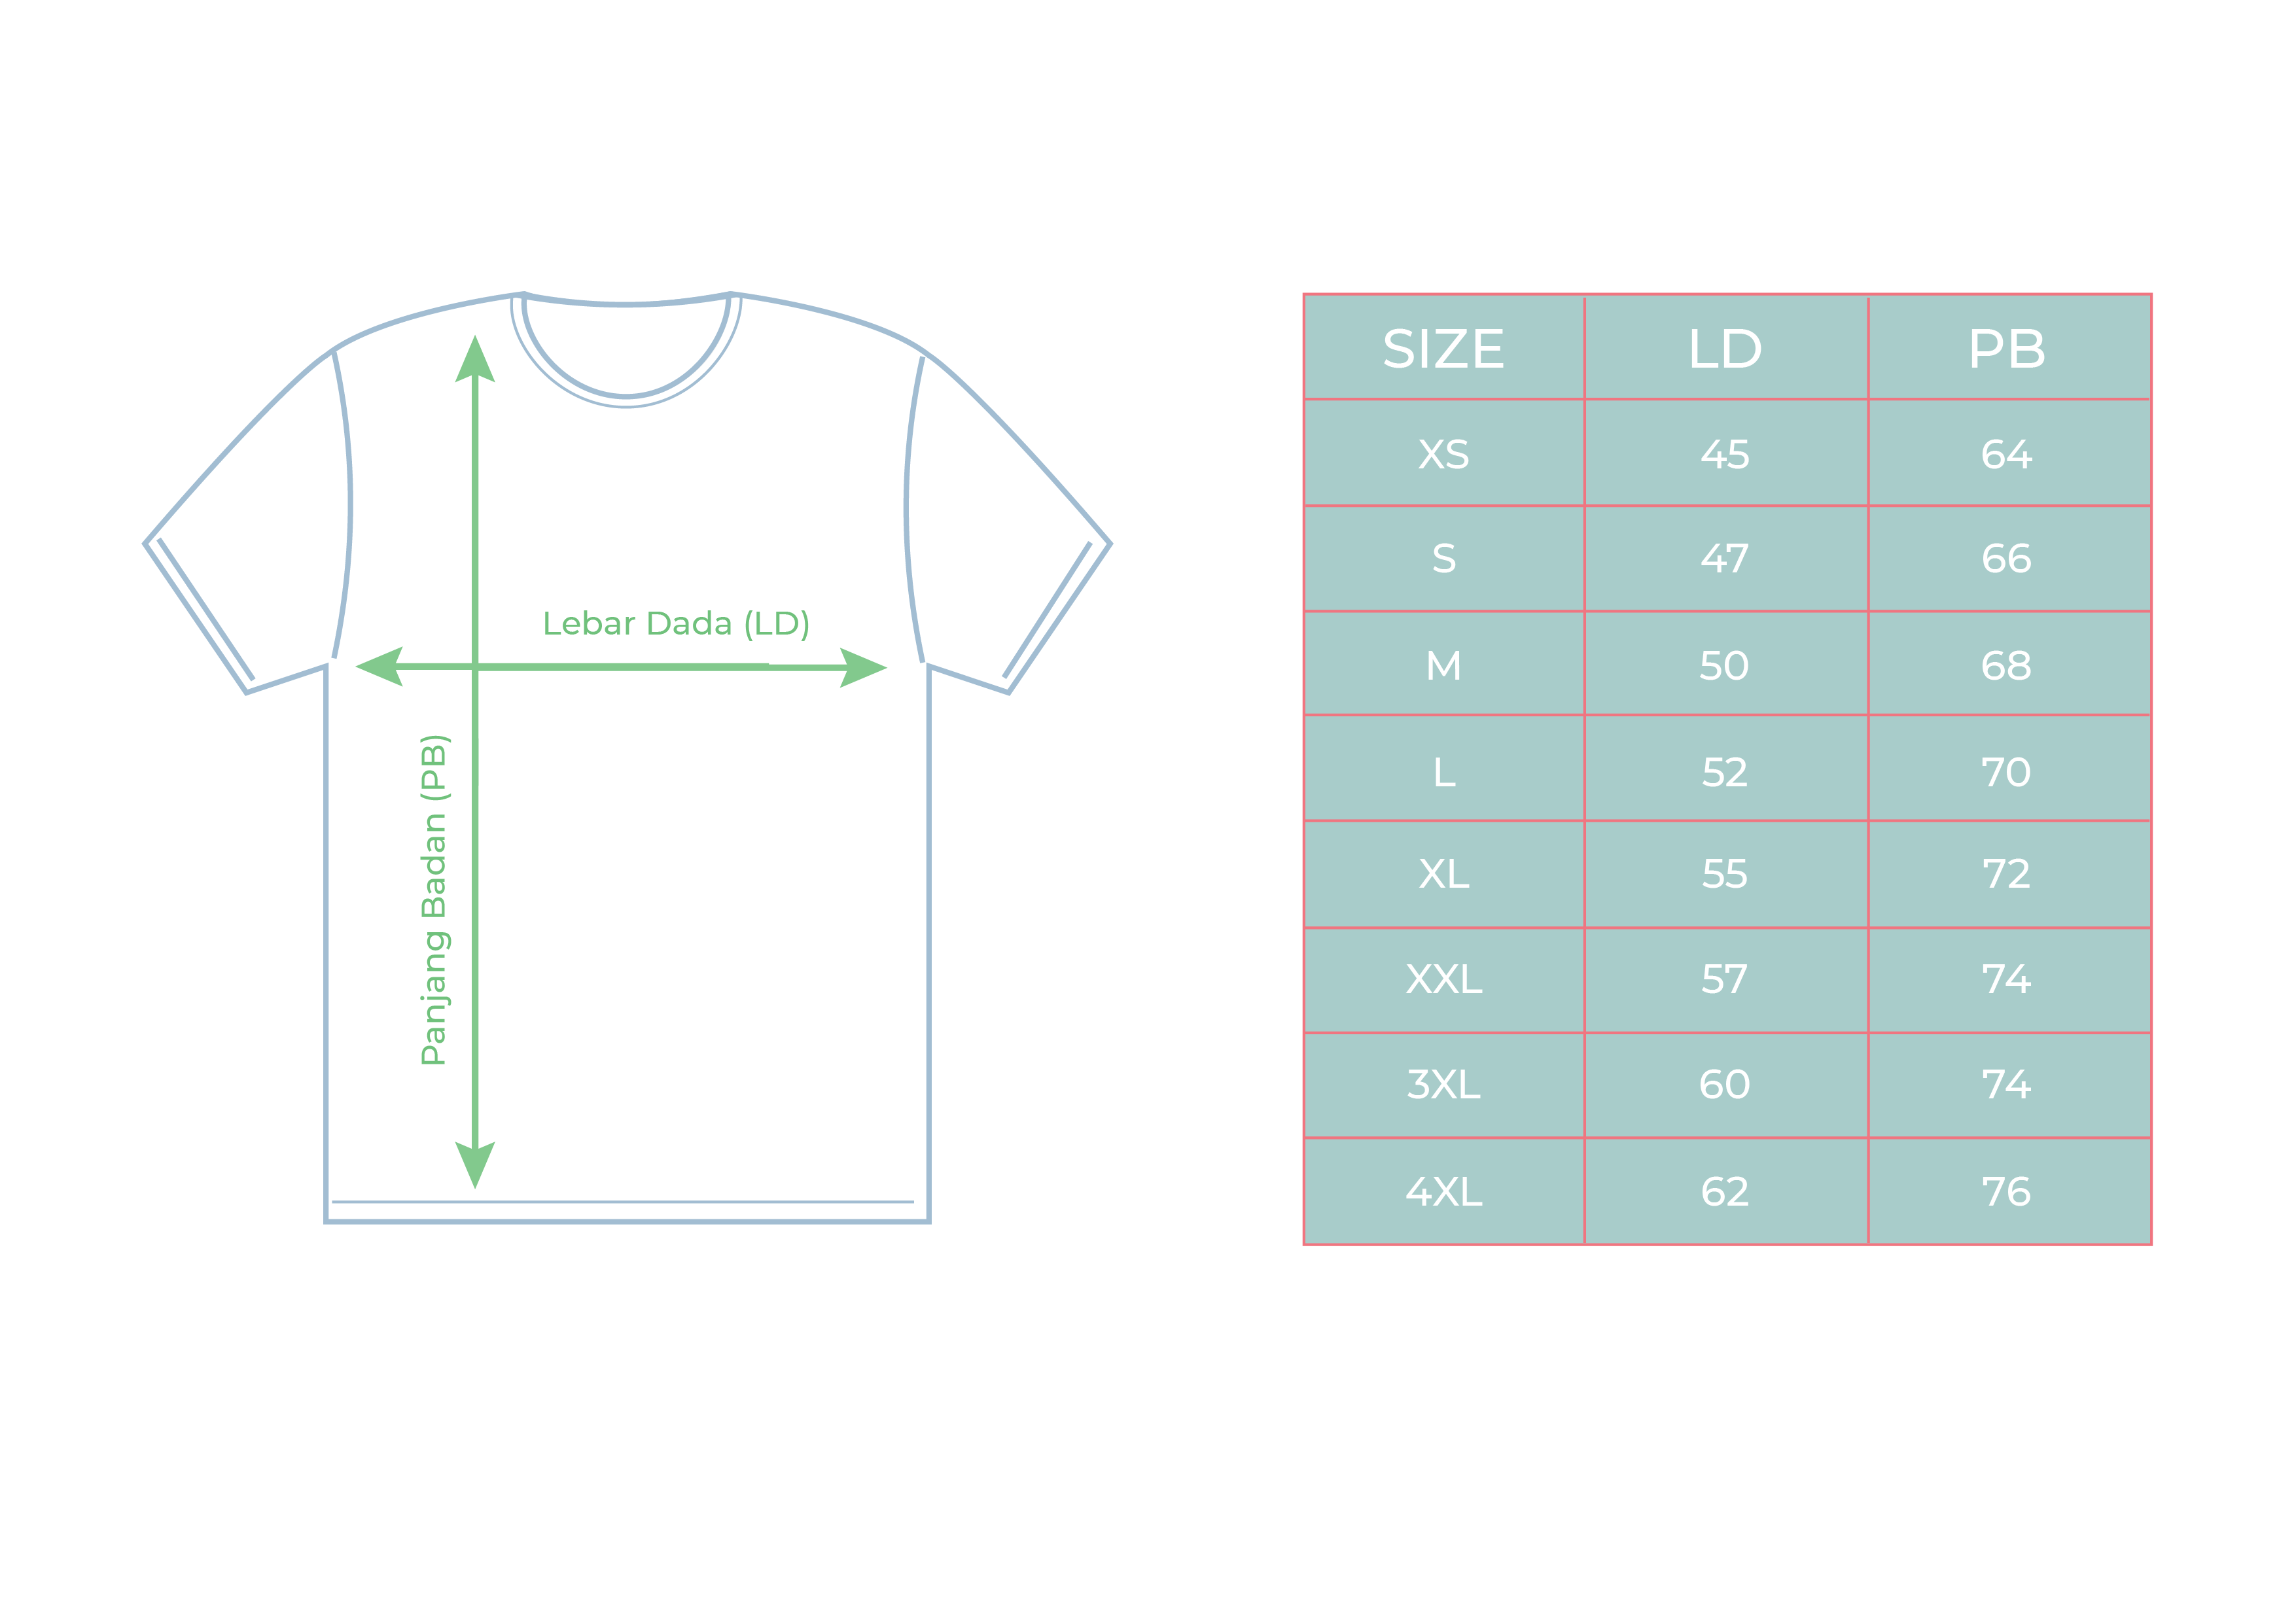 Lebar Dada (LD)
Panjang Badan (PB)
SIZE LD PB
XS 45 64
S 47 66
M 50 68
L 52 70
XL 55 72
XXL 57 74
3XL 60 74
4XL 62 76